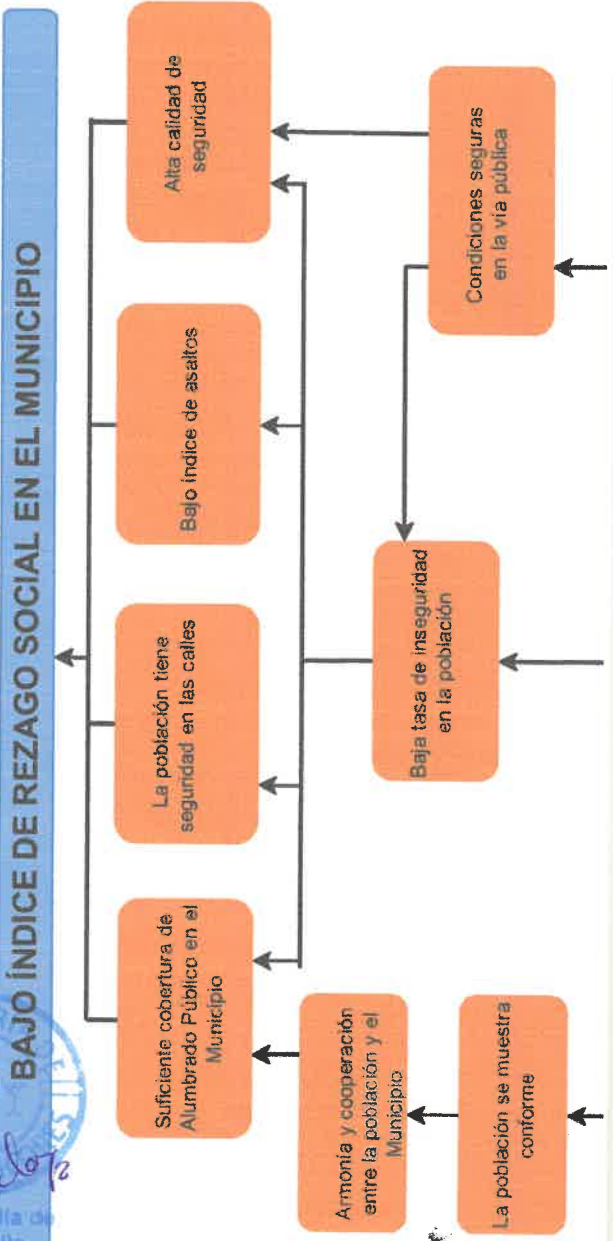 BAJO ÍNDICE DE REZAGO SOCIAL EN EL MUNICIPIO
Suficiente cobertura de
Alumbrado Público en el
Municipio
La población tiene
seguridad en las calles
Bajo índice de asaltos
Alta calidad de
seguridad
Armonía y cooperación
entre la población y el
Municipio
Baja tasa de inseguridad
en la población
Condiciones seguras
en la vía pública
La población se muestra
conforme